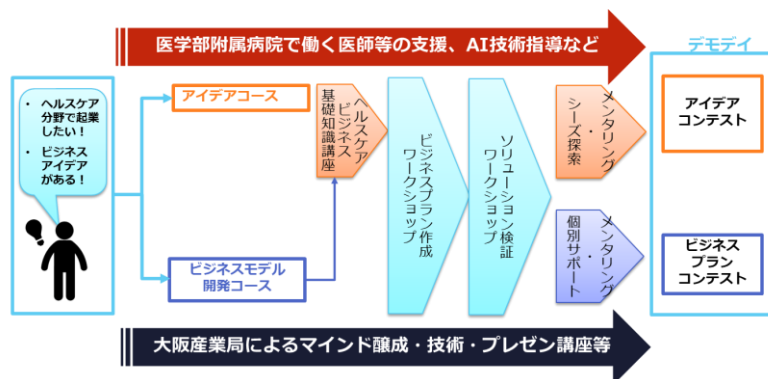 医学部附属病院で働く医師等の支援、AI技術指導など
デモデイ
・ ヘルスケア
分野で起業
したい！
・ ビジネス
アイデア
がある！
アイデアコース
ビジネスモデル
開発コース
ヘルスケア
ビジネス
基礎知識講座
ビジネスプラン作成
ワークショップ
ソリューション検証
ワークショップ
メンタリング
・
シーズ探索
メンタリング
・
個別サポート
アイデア
コンテスト
ビジネス
プラン
コンテスト
大阪産業局によるマインド醸成・技術・プレゼン講座等